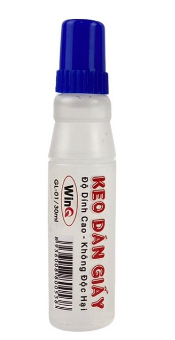 KEO DÁN GIẤY
Độ Dính Cao - Không Độc Hại
WinQ
GL-01/30ml